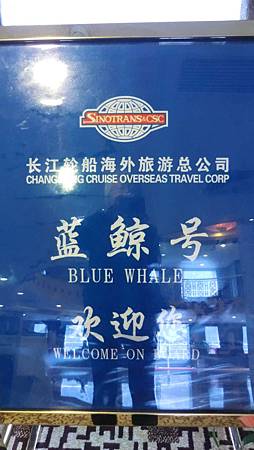 SINOTRANS&CSC
长江轮船海外旅游总公司
CHANGJIANG CRUISE OVERSEAS TRAVEL CORP
蓝鲸号
BLUE WHALE
欢迎您
WELCOME ON BOARD